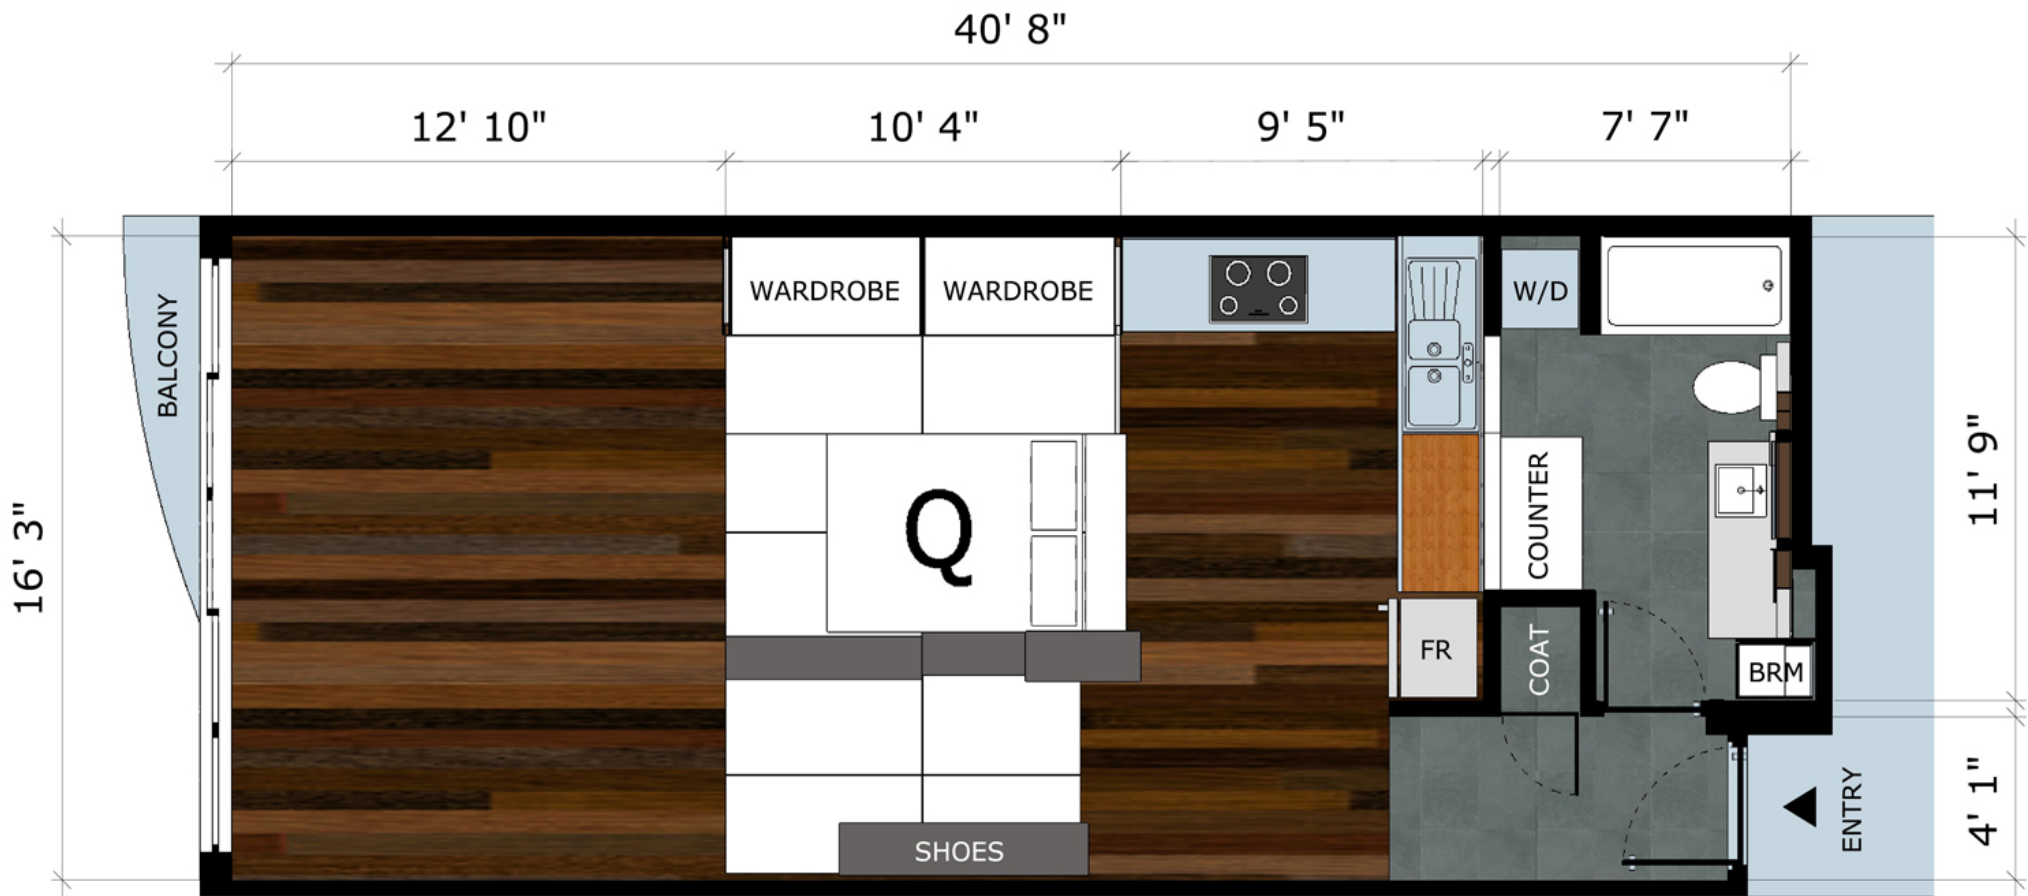 40' 8"
12' 10"
10' 4"
9' 5"
7' 7"
BALCONY
WARDROBE
WARDROBE
W/D
16' 3"
Q
COUNTER
11' 9"
FR
COAT
BRM
SHOES
ENTRY
4' 1"